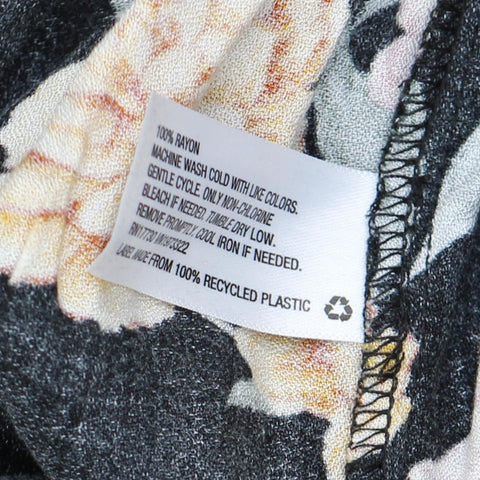 100% RAYON
MACHINE WASH COLD WITH LIKE COLORS.
GENTLE CYCLE. ONLY NON-CHLORINE
BLEACH IF NEEDED. TUMBLE DRY LOW.
REMOVE PROMPTLY. COOL IRON IF NEEDED.
LABEL MADE FROM 100% RECYCLED PLASTIC